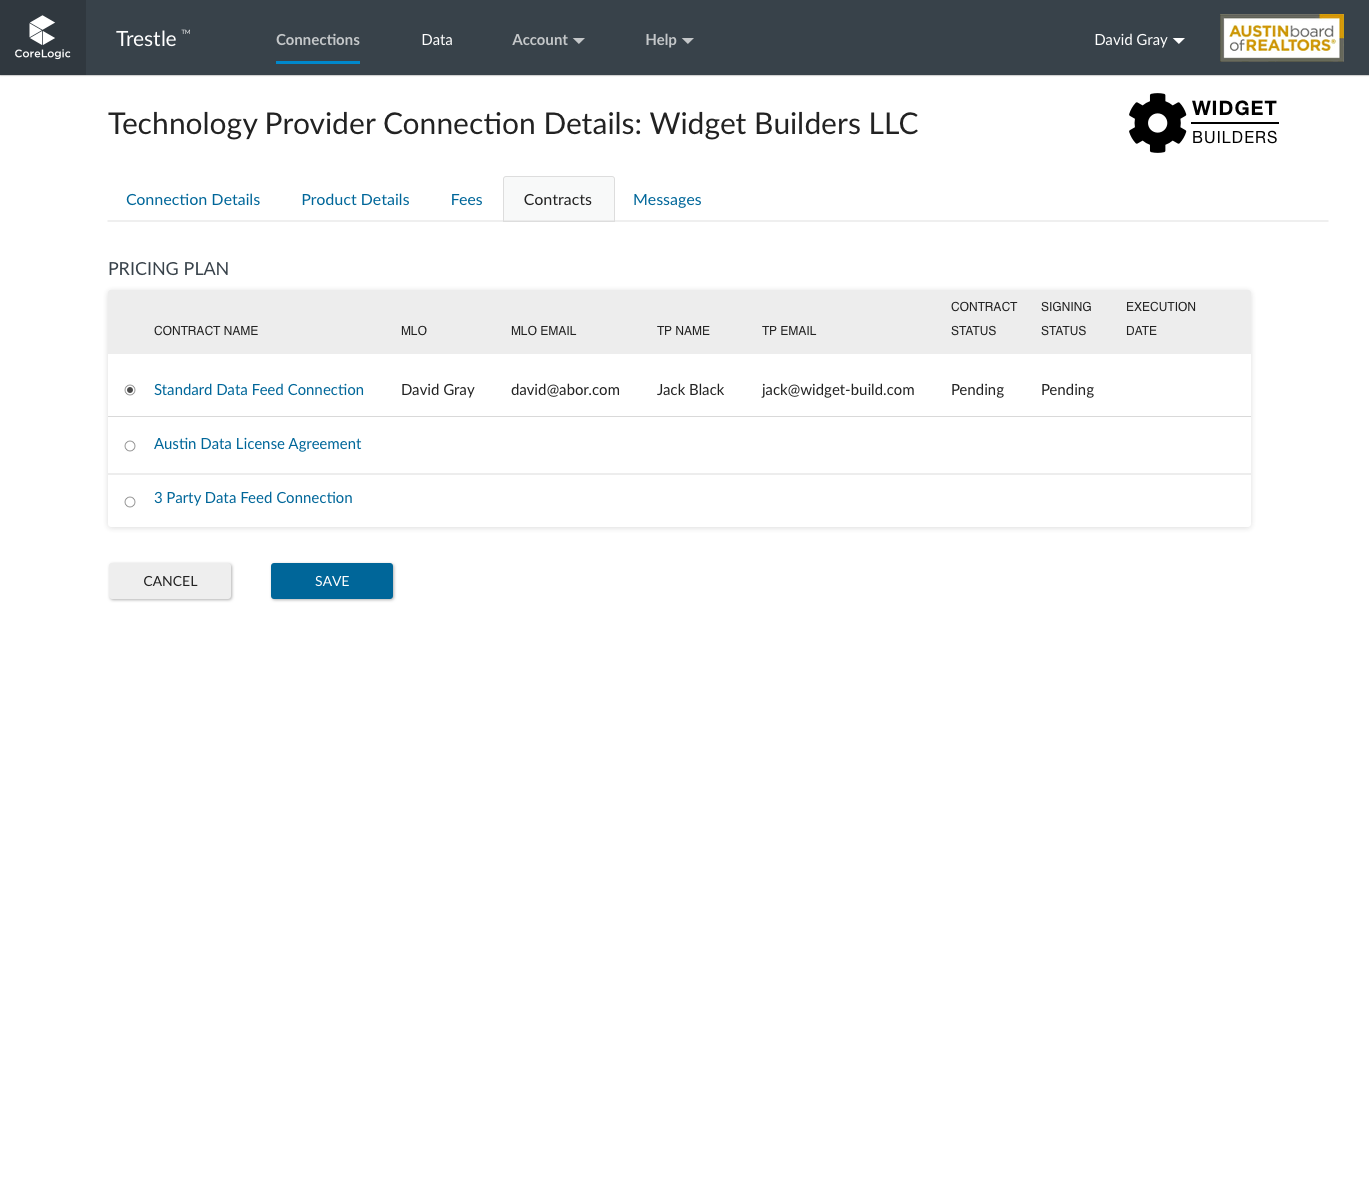 CoreLogic
Trestle ™
Connections
Data
Account
Help
David Gray
AUSTINboard
ofREALTORS®
Technology Provider Connection Details: Widget Builders LLC
WIDGET
BUILDERS
Connection Details
Product Details
Fees
Contracts
Messages
PRICING PLAN
CONTRACT NAME
MLO
MLO EMAIL
TP NAME
TP EMAIL
CONTRACT
STATUS
SIGNING
STATUS
EXECUTION
DATE
Standard Data Feed Connection
David Gray
david@abor.com
Jack Black
jack@widget-build.com
Pending
Pending
Austin Data License Agreement
3 Party Data Feed Connection
CANCEL
SAVE